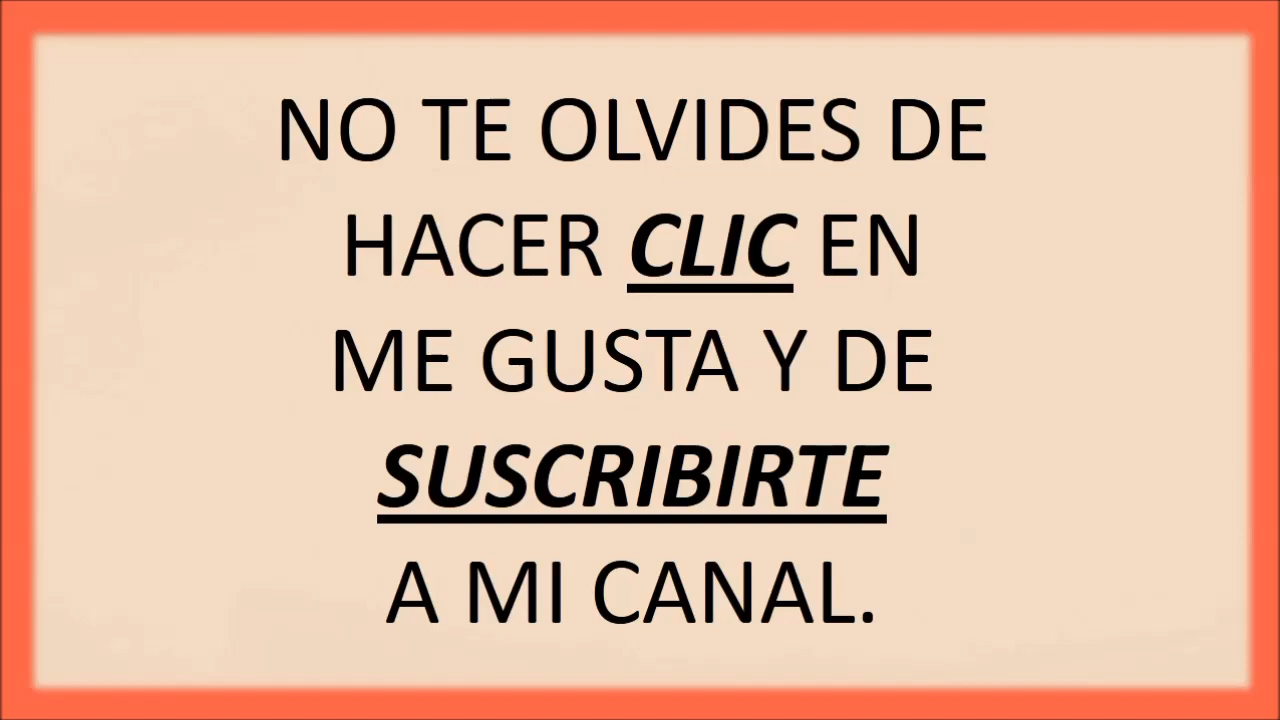 NO TE OLVIDES DE
HACER CLIC EN
ME GUSTA Y DE
SUSCRIBIRTE
A MI CANAL.